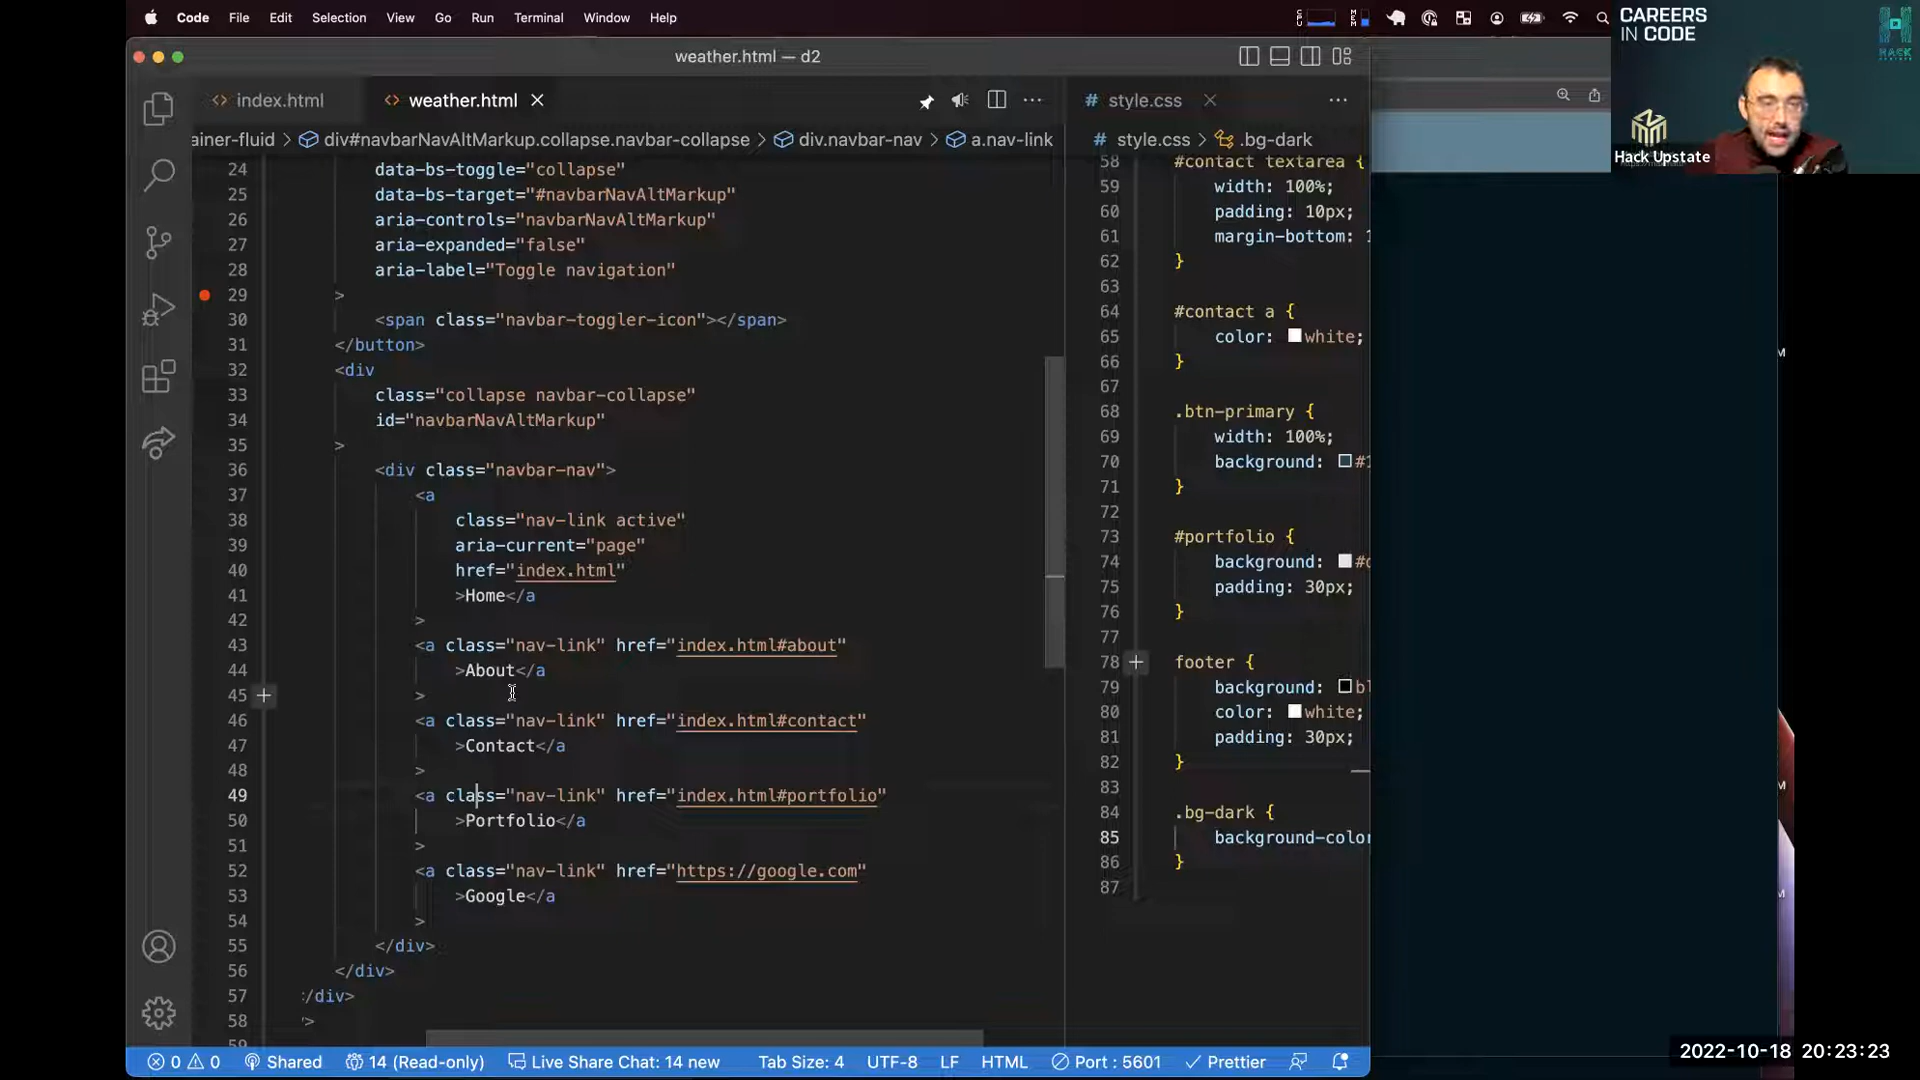 Code File Edit Selection View Go Run Terminal Window Help
CAREERS
IN CODE
HACK
Hack Upstate
weather.html — d2
index.html
weather.html
ainer-fluid > div#navbarNavAltMarkup.collapse.navbar-collapse > div.navbar-nav > a.nav-link
24 data-bs-toggle="collapse"
25 data-bs-target="#navbarNavAltMarkup"
26 aria-controls="navbarNavAltMarkup"
27 aria-expanded="false"
28 aria-label="Toggle navigation"
29 >
30 <span class="navbar-toggler-icon"></span>
31 </button>
32 <div
33 class="collapse navbar-collapse"
34 id="navbarNavAltMarkup"
35 >
36 <div class="navbar-nav">
37 <a
38 class="nav-link active"
39 aria-current="page"
40 href="index.html"
41 >Home</a
42 >
43 <a class="nav-link" href="index.html#about"
44 >About</a
45 >
46 <a class="nav-link" href="index.html#contact"
47 >Contact</a
48 >
49 <a class="nav-link" href="index.html#portfolio"
50 >Portfolio</a
51 >
52 <a class="nav-link" href="https://google.com"
53 >Google</a
54 >
55 </div>
56 </div>
57 /div>
58 >
59
# style.css
# style.css > .bg-dark
58 #contact textarea {
59 width: 100%;
60 padding: 10px;
61 margin-bottom: 1
62 }
63
64 #contact a {
65 color: white;
66 }
67
68 .btn-primary {
69 width: 100%;
70 background: #1
71 }
72
73 #portfolio {
74 background: #d
75 padding: 30px;
76 }
77
78 footer {
79 background: bl
80 color: white;
81 padding: 30px;
82 }
83
84 .bg-dark {
85 background-color
86 }
87
M
M
M
0 0 Shared 14 (Read-only) Live Share Chat: 14 new Tab Size: 4 UTF-8 LF HTML Port : 5601 Prettier
2022-10-18 20:23:23